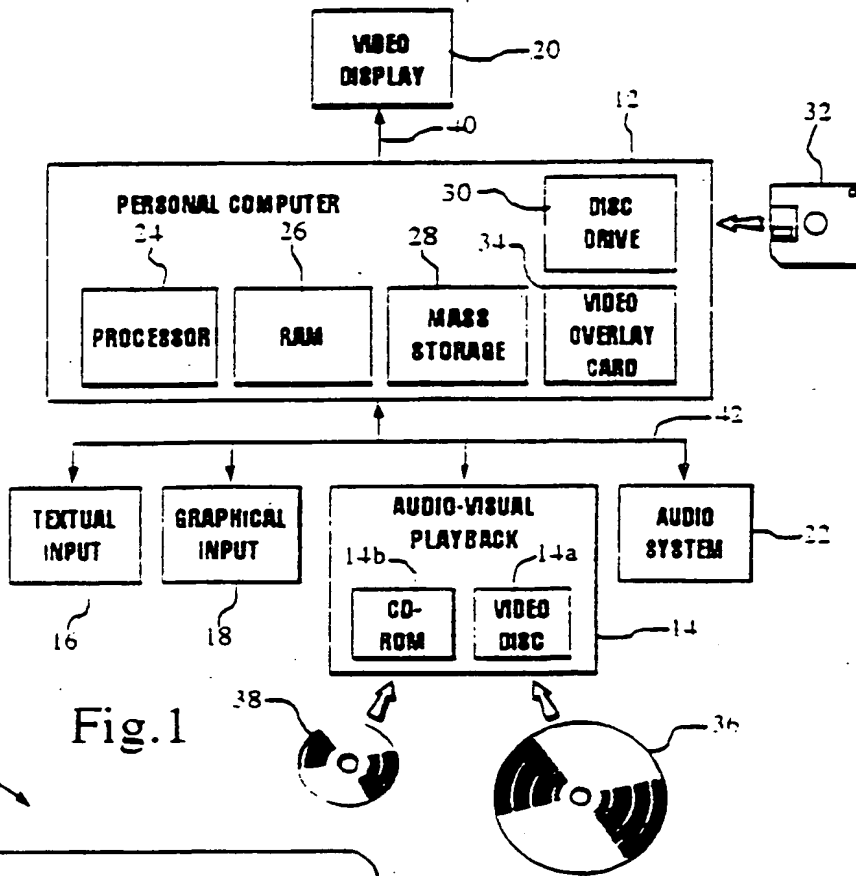 VIDEO
DISPLAY
20
40
12
32
PERSONAL COMPUTER
30
DISC
DRIVE
24
26
28
34
PROCESSOR
RAM
MASS
STORAGE
VIDEO
OVERLAY
CARD
42
TEXTUAL
INPUT
GRAPHICAL
INPUT
AUDIO-VISUAL
PLAYBACK
AUDIO
SYSTEM
22
14b
14a
CD-
ROM
VIDEO
DISC
16
18
14
Fig.1
38
36